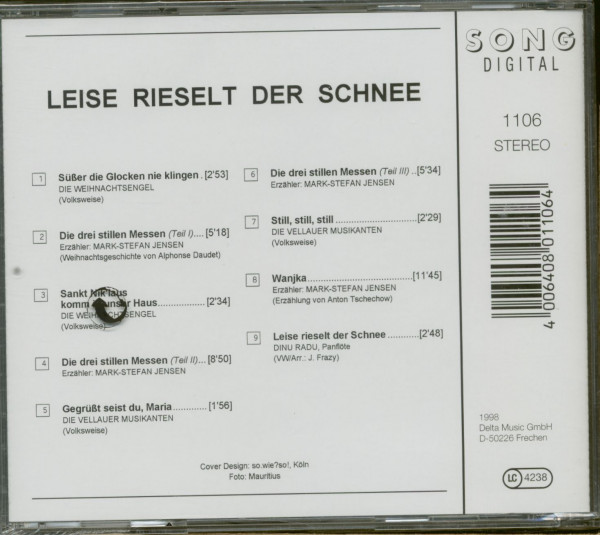 LEISE RIESELT DER SCHNEE
1 Süßer die Glocken nie klingen . [2'53]
DIE WEIHNACHTSENGEL
(Volksweise)
2 Die drei stillen Messen (Teil I).... [5'18]
Erzähler: MARK-STEFAN JENSEN
(Weihnachtsgeschichte von Alphonse Daudet)
3 Sankt Niklaus
komm unser Haus............... [2'34]
DIE WEIHNACHTSENGEL
(Volksweise)
4 Die drei stillen Messen (Teil II)... [8'50]
Erzähler: MARK-STEFAN JENSEN
5 Gegrüßt seist du, Maria............ [1'56]
DIE VELLAUER MUSIKANTEN
(Volksweise)
6 Die drei stillen Messen (Teil III) ..[5'34]
Erzähler: MARK-STEFAN JENSEN
7 Still, still, still ...........................[2'29]
DIE VELLAUER MUSIKANTEN
(Volksweise)
8 Wanjka...................................[11'45]
Erzähler: MARK-STEFAN JENSEN
(Erzählung von Anton Tschechow)
9 Leise rieselt der Schnee ...........[2'48]
DINU RADU, Panflöte
(VW/Arr.: J. Frazy)
Cover Design: so.wie?so!, Köln
Foto: Mauritius
SONG
DIGITAL
1106
STEREO
4 006408 011064
1998
Delta Music GmbH
D-50226 Frechen
LC 4238